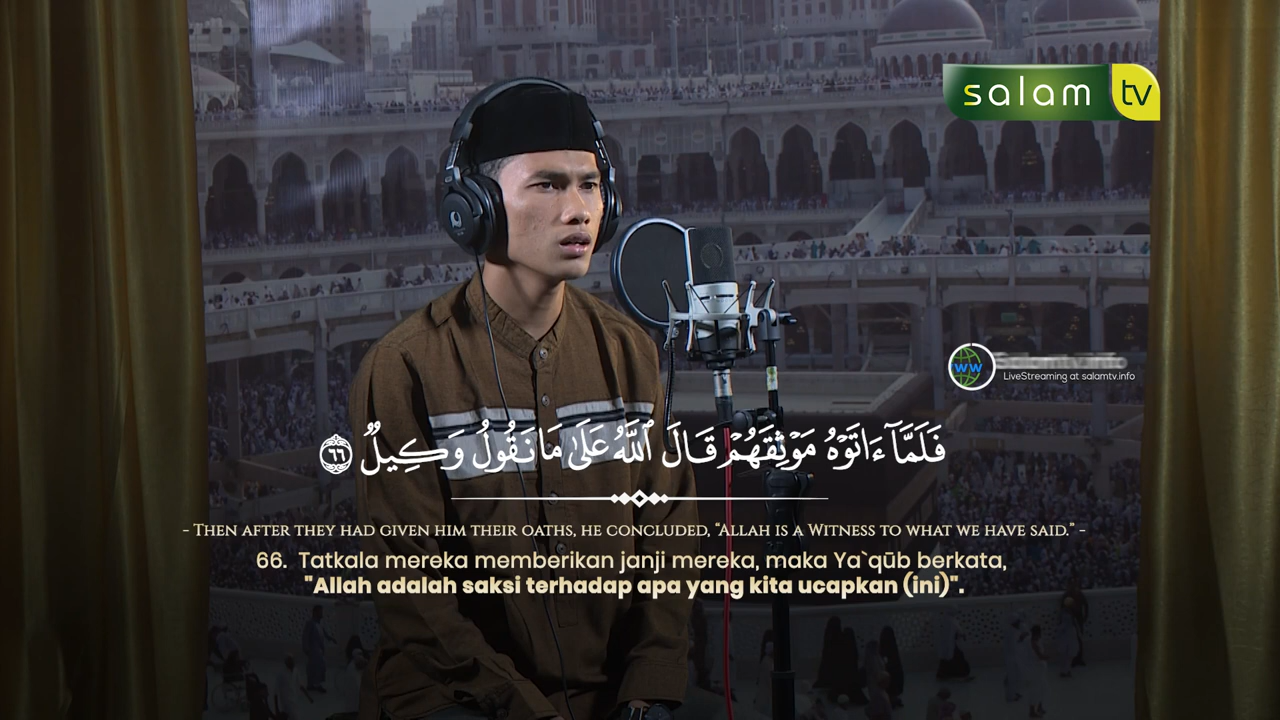 salam tv
LiveStreaming at salamtv.info
فَلَمَّآ ءَاتَوْهُ مَوْثِقَهُمْ قَالَ ٱللَّهُ عَلَىٰ مَا نَقُولُ وَكِيلٌ ٦٦
- Then after they had given him their oaths, he concluded, “Allah is a Witness to what we have said.” -
66. Tatkala mereka memberikan janji mereka, maka Ya`qūb berkata,
"Allah adalah saksi terhadap apa yang kita ucapkan (ini)".